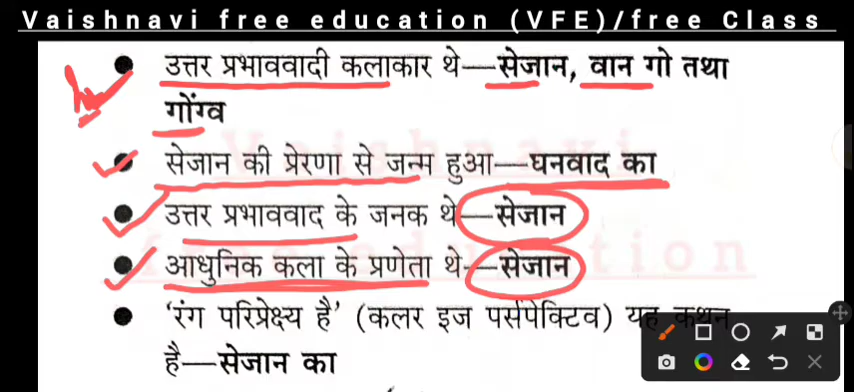 Vaishnavi free education (VFE)/free Class
● उत्तर प्रभाववादी कलाकार थे—सेजान, वान गो तथा
गोंग्व
● सेजान की प्रेरणा से जन्म हुआ—घनवाद का
● उत्तर प्रभाववाद के जनक थे—सेजान
● आधुनिक कला के प्रणेता थे—सेजान
● ‘रंग परिप्रेक्ष्य है’ (कलर इज पर्सपेक्टिव) यह कथन
है—सेजान का